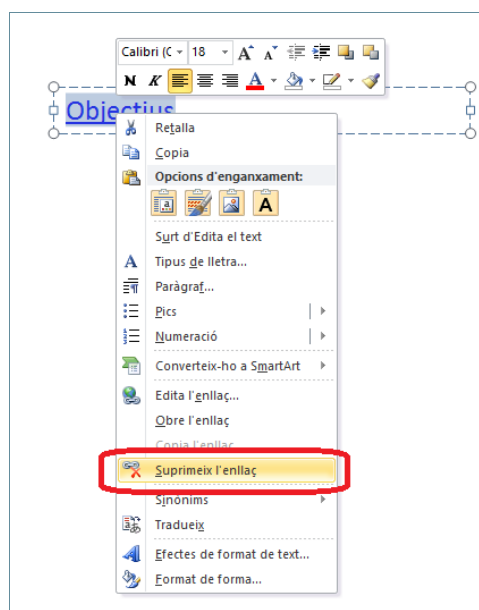 Calibri (C 18 A A
N K A
Objectius
Retalla
Copia
Opcions d'enganxament:
a A
Surt d'Edita el text
A Tipus de lletra...
Paràgraf...
Pics
Numeració
Converteix-ho a SmartArt
Edita l'enllaç...
Obre l'enllaç
Copia l'enllaç
Suprimeix l'enllaç
Sinònims
Tradueix
Efectes de format de text...
Format de forma...